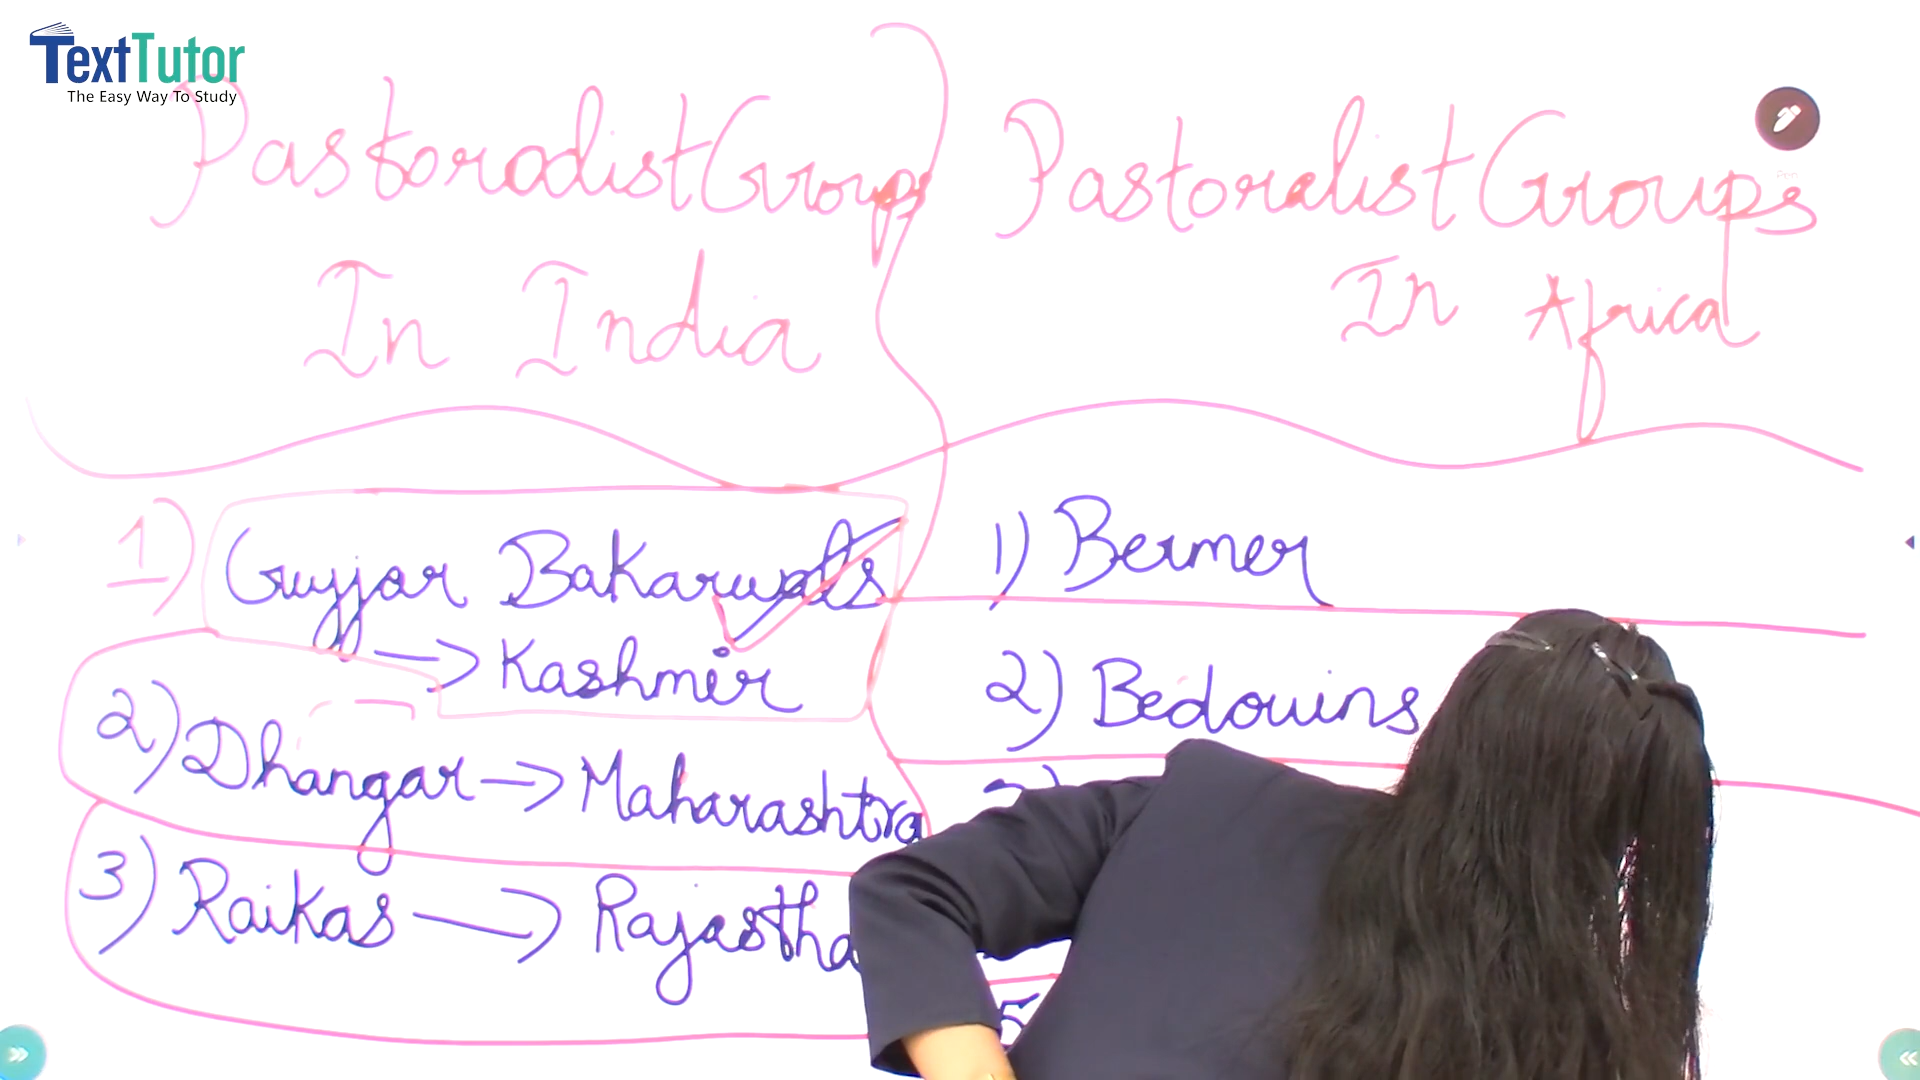 TextTutor
The Easy Way To Study
Pastoralist Groups
In India
1) Gujjar Bakarwals
→ Kashmir
2) Dhangar → Maharashtra
3) Raikas → Rajastha
Pastoralist Groups
In Africa
1) Bermer
2) Bedouins
5